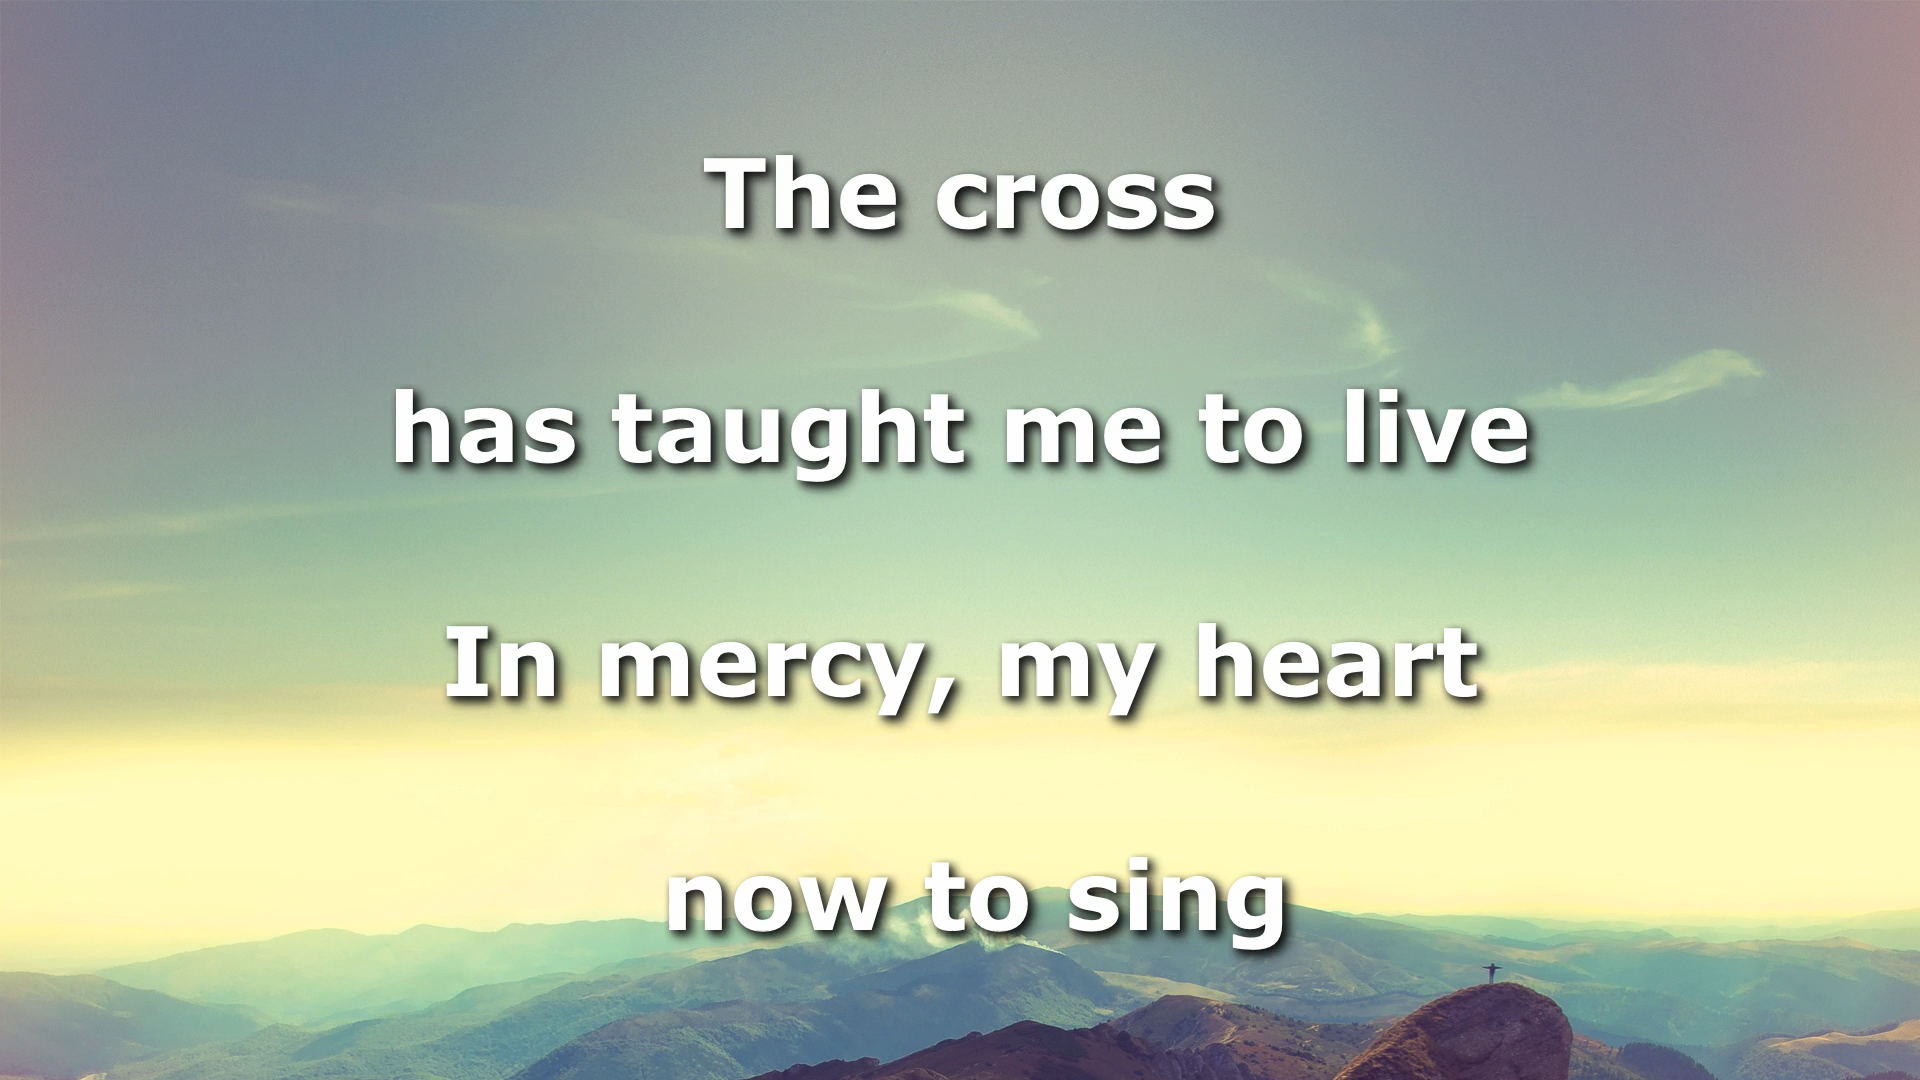 The cross
has taught me to live
In mercy, my heart
now to sing